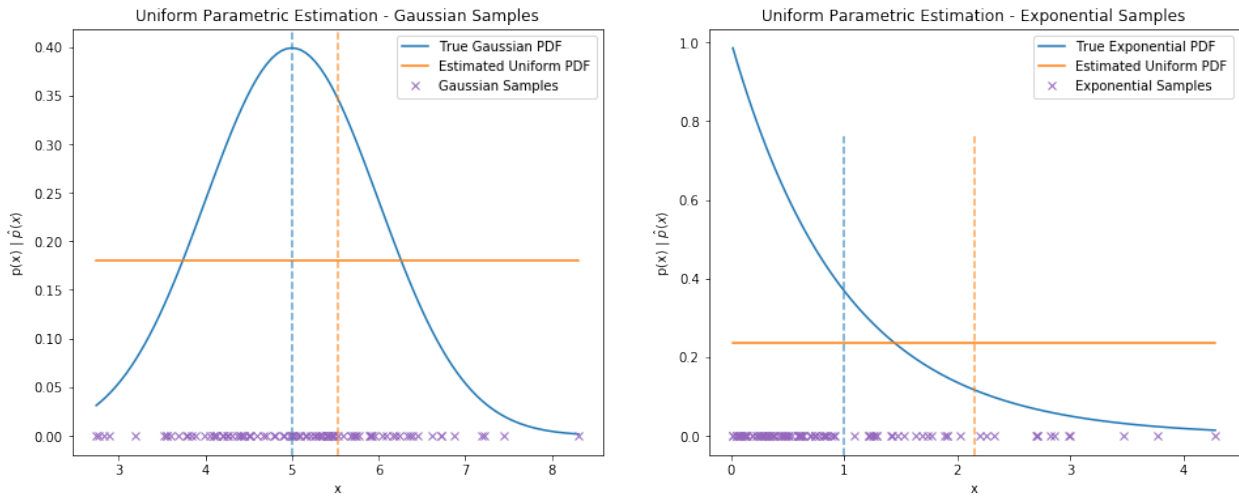 Uniform Parametric Estimation - Gaussian Samples
True Gaussian PDF
Estimated Uniform PDF
Gaussian Samples
0.40
0.35
0.30
0.25
0.20
0.15
0.10
0.05
0.00
p(x) | p̂(x)
3 4 5 6 7 8
x
Uniform Parametric Estimation - Exponential Samples
True Exponential PDF
Estimated Uniform PDF
Exponential Samples
1.0
0.8
0.6
0.4
0.2
0.0
p(x) | p̂(x)
0 1 2 3 4
x